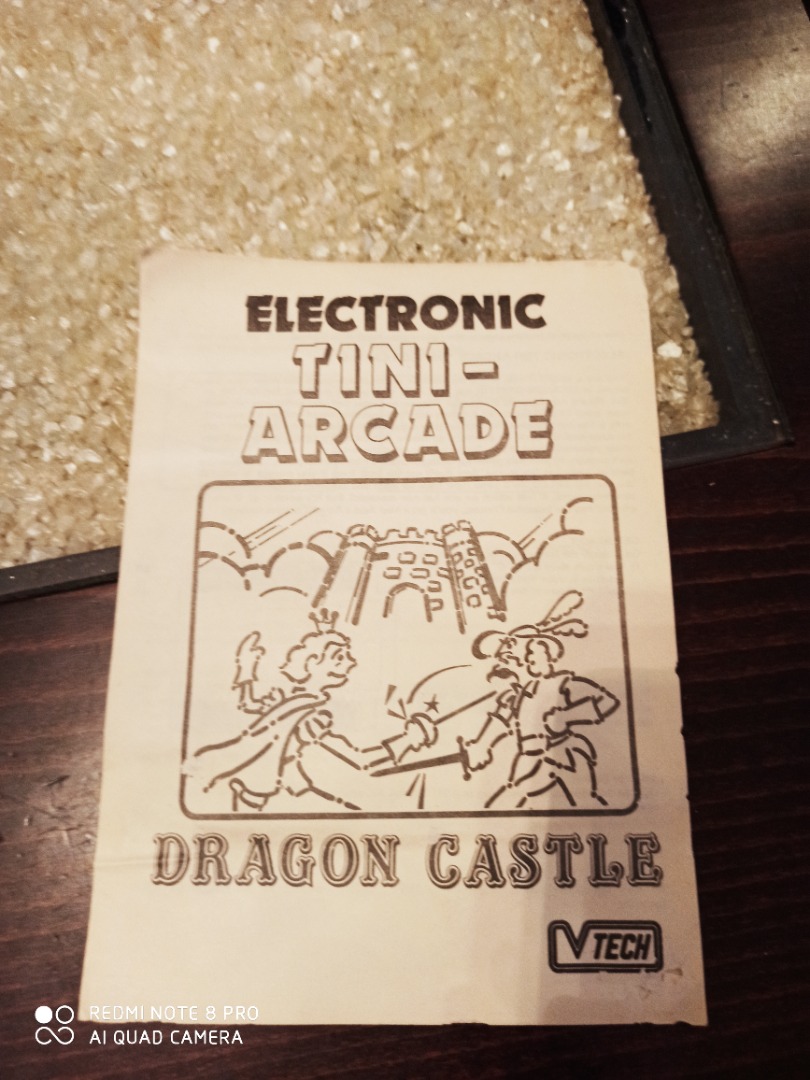 ELECTRONIC
TINI-
ARCADE
DRAGON CASTLE
VTECH
REDMI NOTE 8 PRO
AI QUAD CAMERA